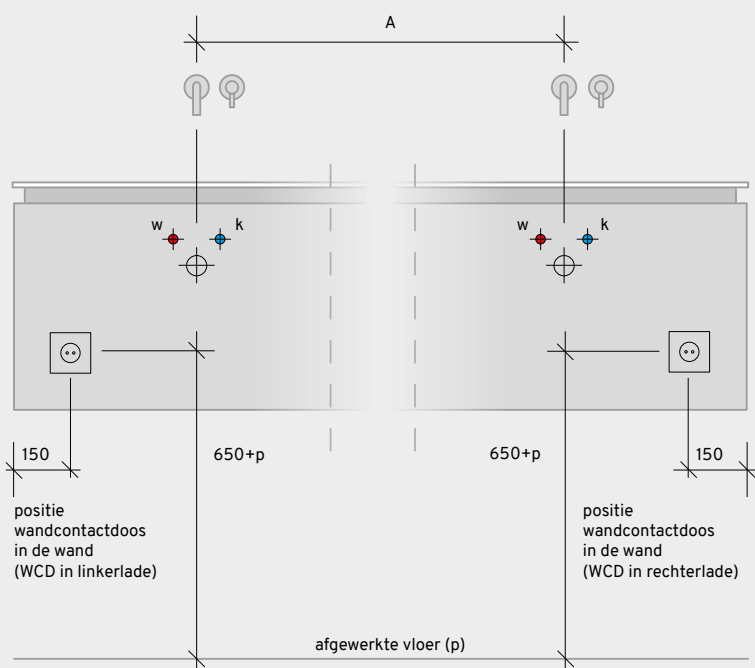 A
w
k
w
k
150
650+p
650+p
150
positie
wandcontactdoos
in de wand
(WCD in linkerlade)
positie
wandcontactdoos
in de wand
(WCD in rechterlade)
afgewerkte vloer (p)